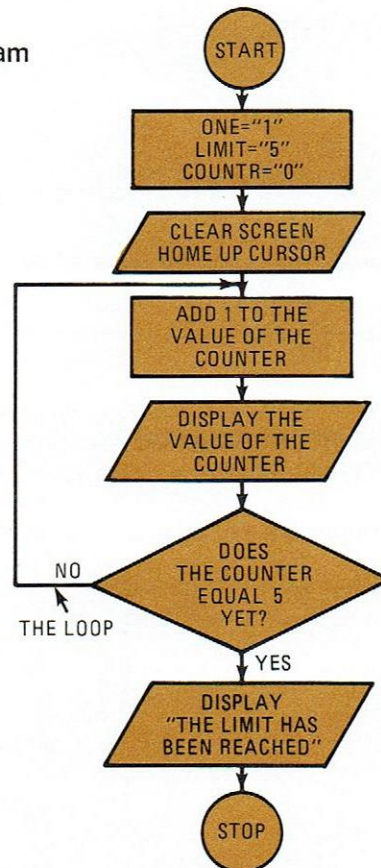 START
ONE="1"
LIMIT="5"
COUNTR="0"
CLEAR SCREEN
HOME UP CURSOR
ADD 1 TO THE
VALUE OF THE
COUNTER
DISPLAY THE
VALUE OF THE
COUNTER
DOES
THE COUNTER
EQUAL 5
YET?
NO
THE LOOP
YES
DISPLAY
"THE LIMIT HAS
BEEN REACHED"
STOP